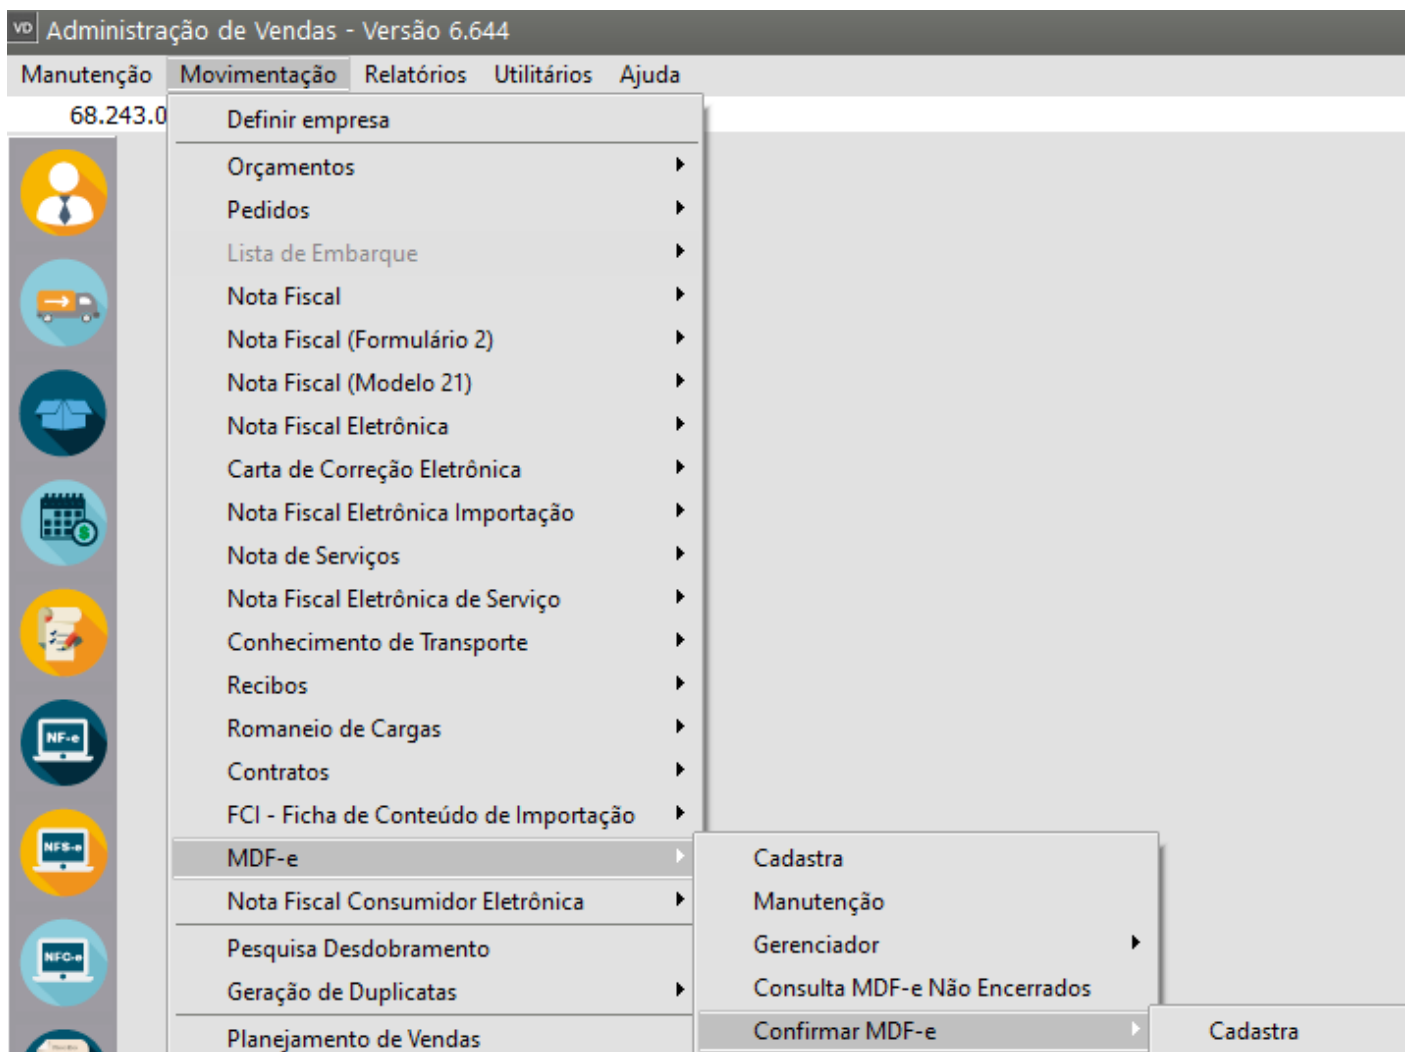 VD Administração de Vendas - Versão 6.644
Manutenção Movimentação Relatórios Utilitários Ajuda
68.243.0
Definir empresa
Orçamentos
Pedidos
Lista de Embarque
Nota Fiscal
Nota Fiscal (Formulário 2)
Nota Fiscal (Modelo 21)
Nota Fiscal Eletrônica
Carta de Correção Eletrônica
Nota Fiscal Eletrônica Importação
Nota de Serviços
Nota Fiscal Eletrônica de Serviço
Conhecimento de Transporte
Recibos
Romaneio de Cargas
Contratos
FCI - Ficha de Conteúdo de Importação
MDF-e
Nota Fiscal Consumidor Eletrônica
Pesquisa Desdobramento
Geração de Duplicatas
Planejamento de Vendas
Cadastra
Manutenção
Gerenciador
Consulta MDF-e Não Encerrados
Confirmar MDF-e
Cadastra
NF-e
NFS-e
NFC-e